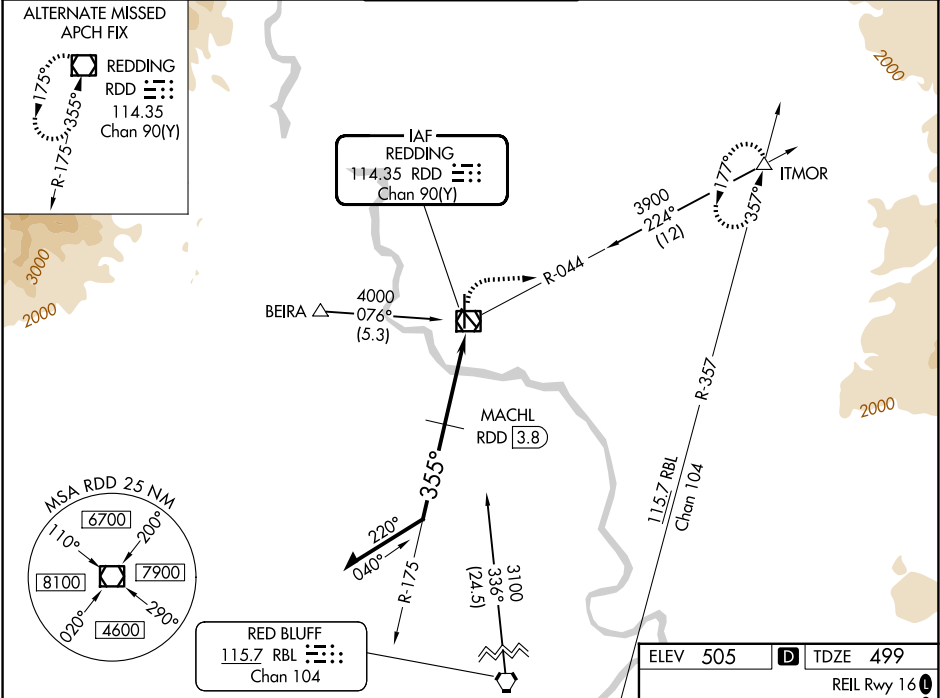 ALTERNATE MISSED
APCH FIX
175°
355°
R-175
REDDING
RDD
114.35
Chan 90(Y)
2000
IAF
REDDING
114.35 RDD
Chan 90(Y)
3900
224°
(12)
R-044
177°
357°
ITMOR
3000
2000
BEIRA
4000
076°
(5.3)
MACHL
RDD 3.8
R-357
2000
355°
115.7 RBL
Chan 104
MSA RDD 25 NM
6700
110°
200°
8100
7900
020°
290°
4600
220°
040°
R-175
3100
336°
(24.5)
RED BLUFF
115.7 RBL
Chan 104
ELEV 505
D
TDZE 499
REIL Rwy 16 L